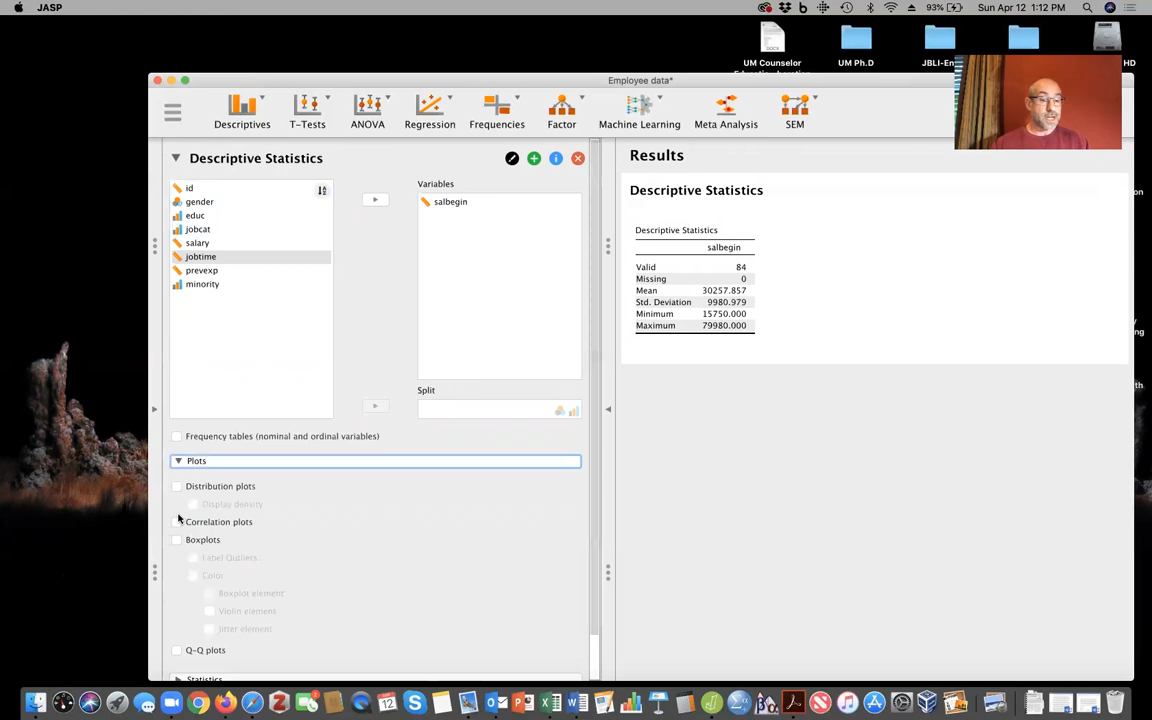 JASP
93%
Sun Apr 12 1:12 PM
UM Counselor
UM Ph.D
HD
Employee data*
Descriptives
T-Tests
ANOVA
Regression
Frequencies
Factor
Machine Learning
Meta Analysis
SEM
Descriptive Statistics
id
gender
educ
jobcat
salary
jobtime
prevexp
minority
Variables
salbegin
Split
Frequency tables (nominal and ordinal variables)
Plots
Distribution plots
Display density
Correlation plots
Boxplots
Label Outliers
Color
Boxplot element
Violin element
Jitter element
Q-Q plots
Statistics
Results
Descriptive Statistics
Descriptive Statistics
salbegin
Valid 84
Missing 0
Mean 30257.857
Std. Deviation 9980.979
Minimum 15750.000
Maximum 79980.000